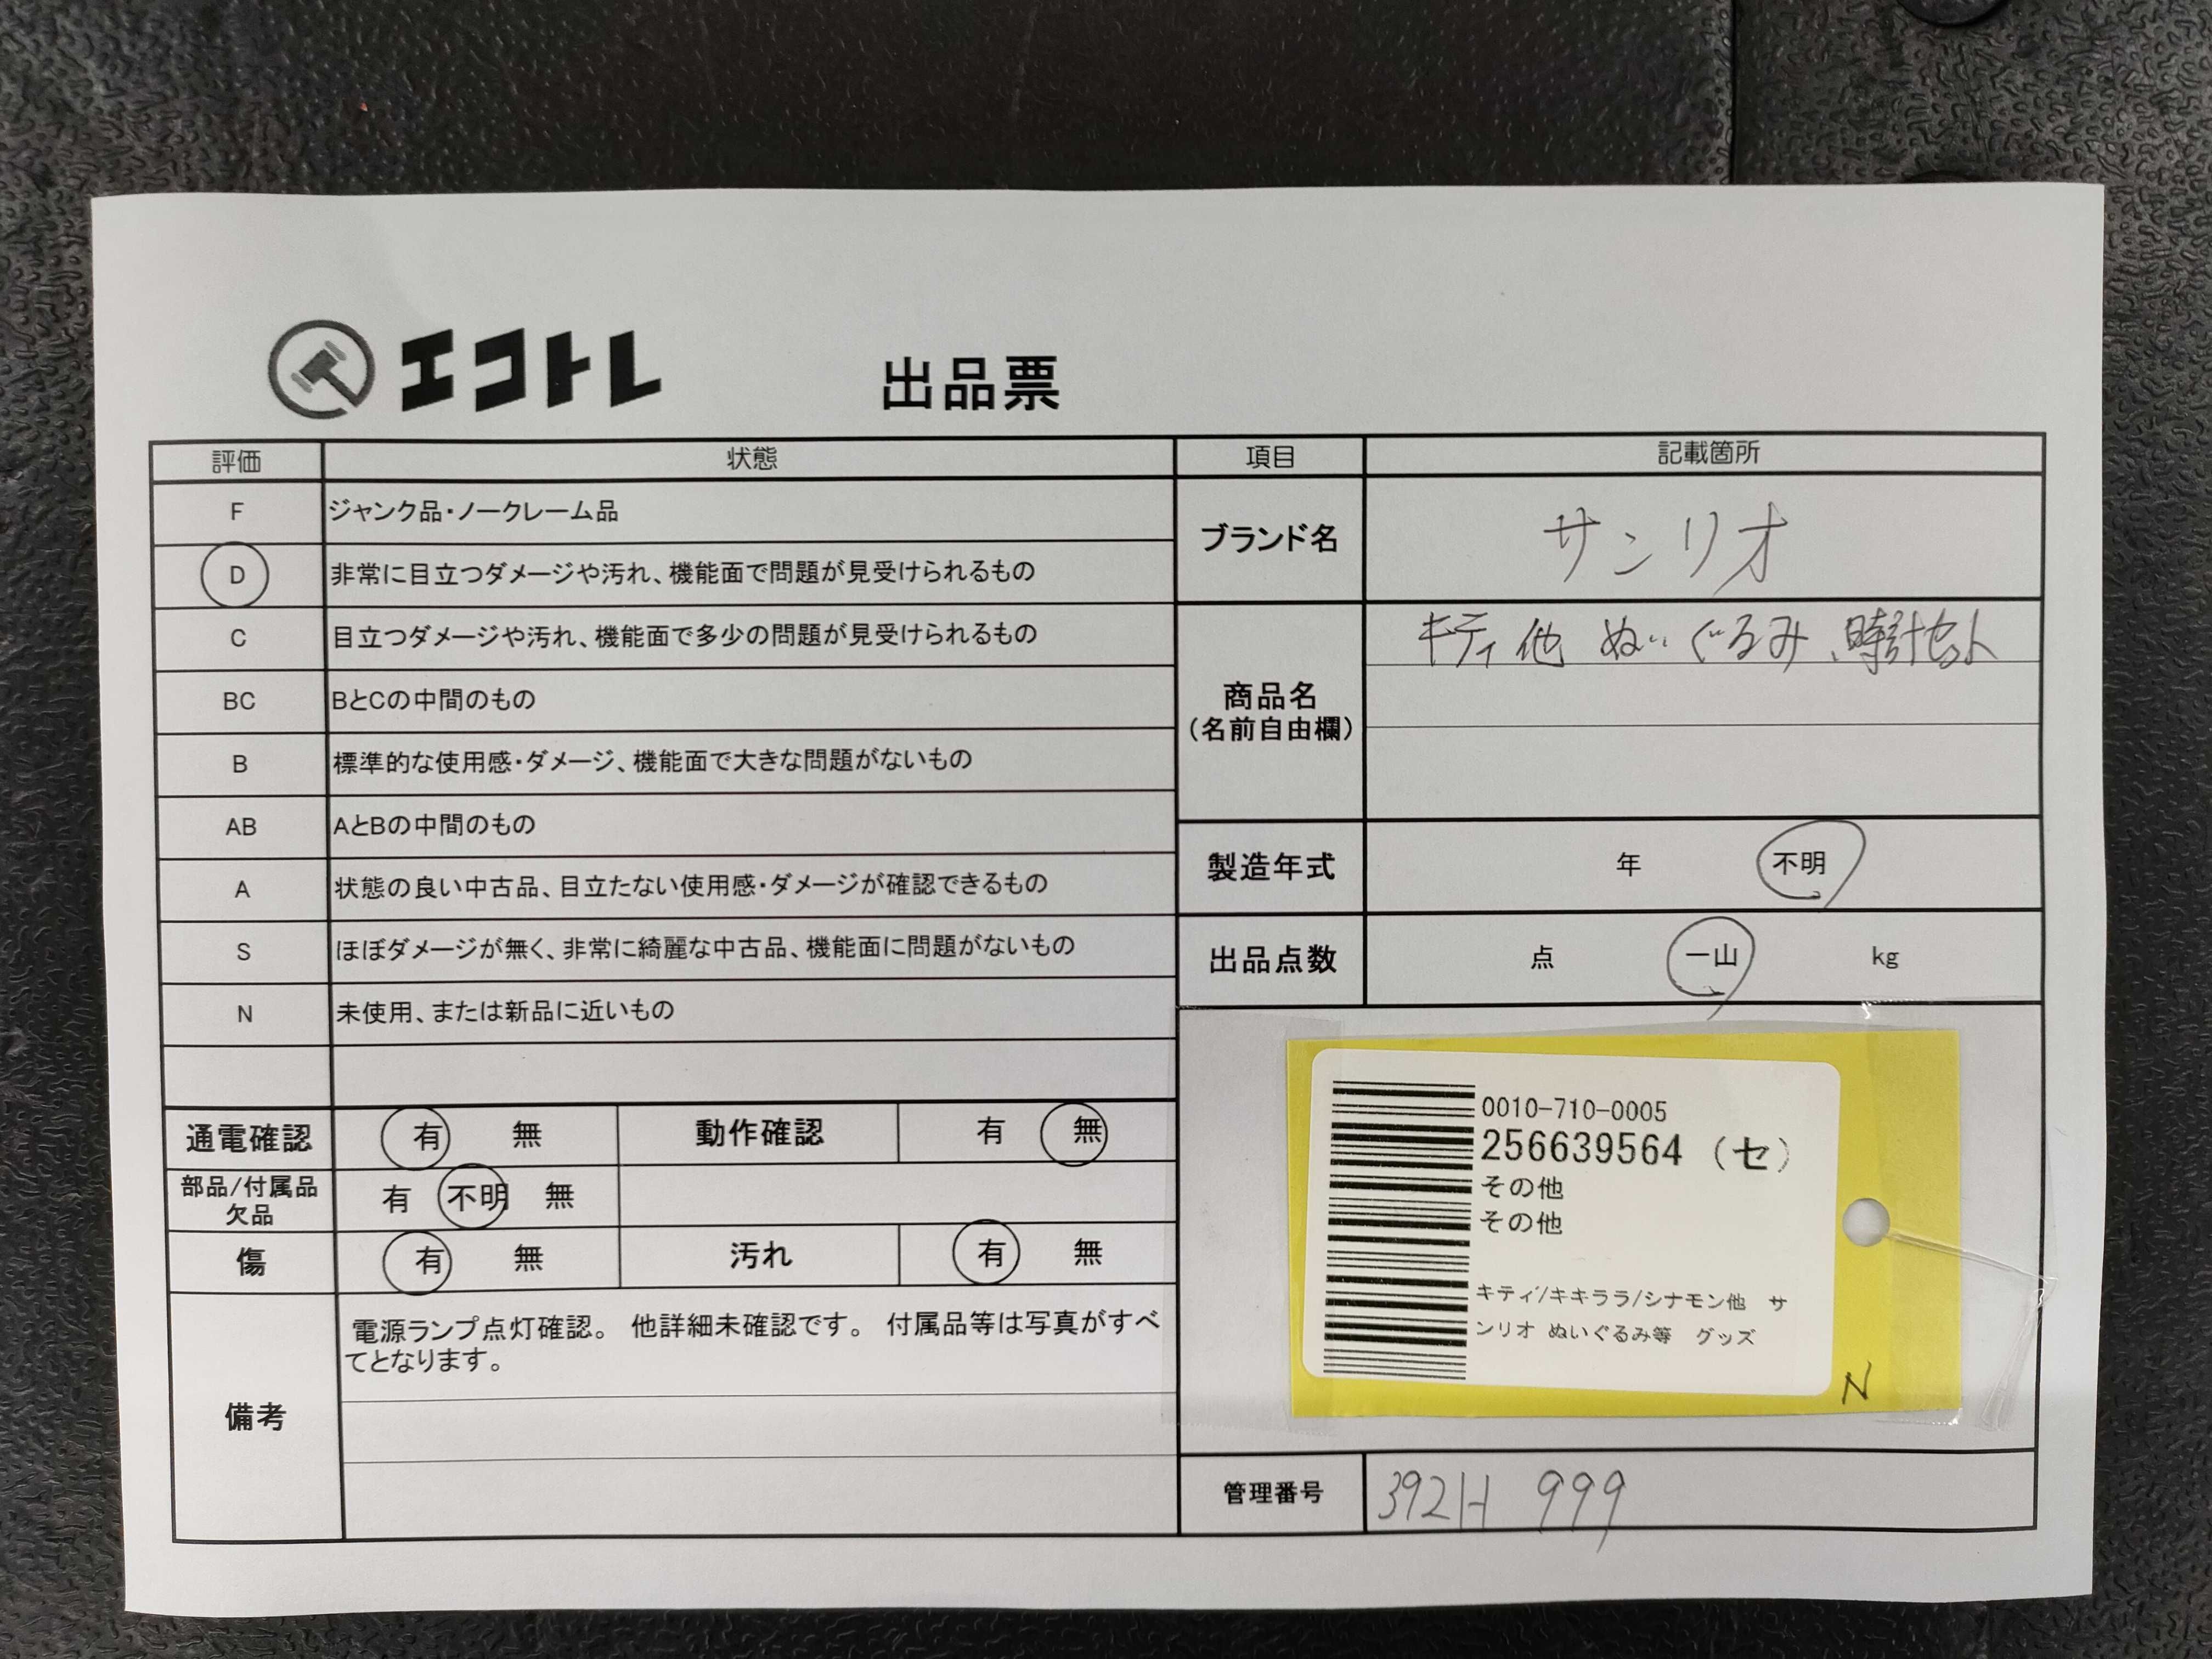 エコトレ
出品票
評価 状態
F ジャンク品・ノークレーム品
D 非常に目立つダメージや汚れ、機能面で問題が見受けられるもの
C 目立つダメージや汚れ、機能面で多少の問題が見受けられるもの
BC BとCの中間のもの
B 標準的な使用感・ダメージ、機能面で大きな問題がないもの
AB AとBの中間のもの
A 状態の良い中古品、目立たない使用感・ダメージが確認できるもの
S ほぼダメージが無く、非常に綺麗な中古品、機能面に問題がないもの
N 未使用、または新品に近いもの
通電確認 有 無 動作確認 有 無
部品/付属品
欠品
有 不明 無
傷 有 無 汚れ 有 無
備考
電源ランプ点灯確認。 他詳細未確認です。 付属品等は写真がすべ
てとなります。
項目 記載箇所
ブランド名 サンリオ
商品名
(名前自由欄)
キティ他 ぬいぐるみ、時計セット
製造年式 年 不明
出品点数 点 一山 kg
0010-710-0005
256639564 (セ)
その他
その他
キティ/キキララ/シナモン他 サ
ンリオ ぬいぐるみ等 グッズ
N
管理番号 392H 999